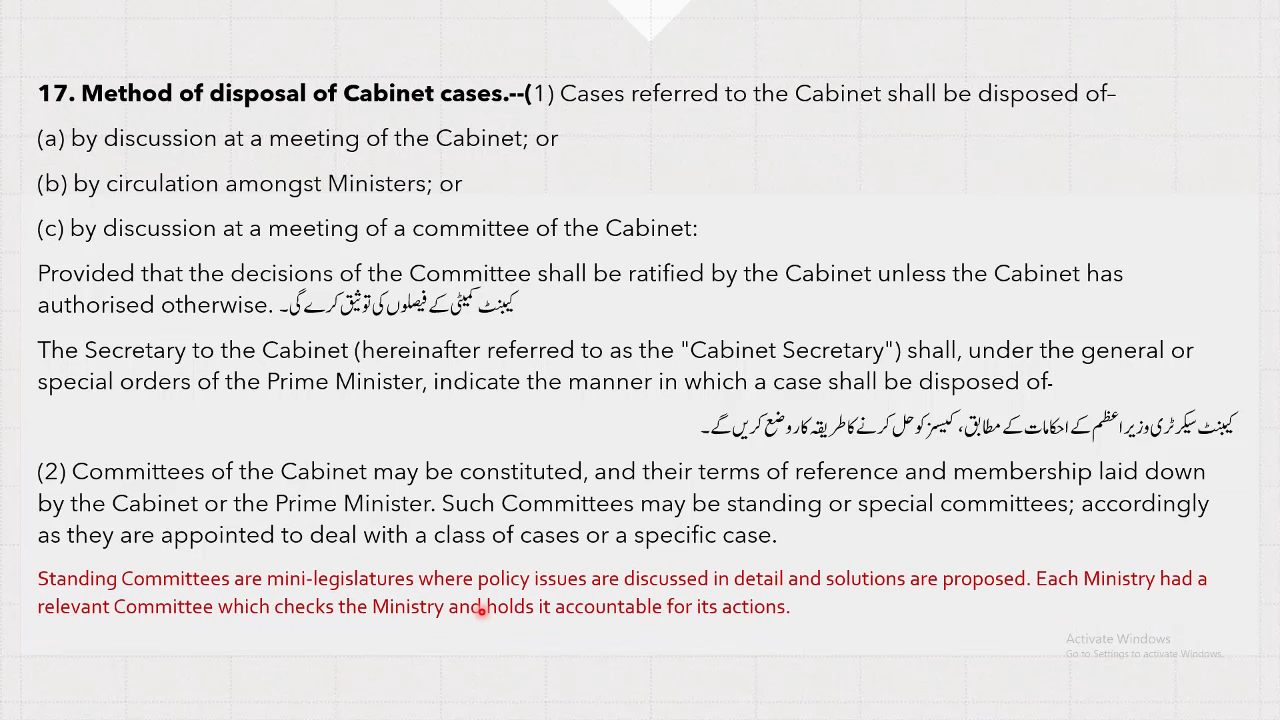 17. Method of disposal of Cabinet cases.--(1) Cases referred to the Cabinet shall be disposed of–
(a) by discussion at a meeting of the Cabinet; or
(b) by circulation amongst Ministers; or
(c) by discussion at a meeting of a committee of the Cabinet:
Provided that the decisions of the Committee shall be ratified by the Cabinet unless the Cabinet has
authorised otherwise. کیبنٹ کمیٹی کے فیصلوں کی توثیق کرے گی۔
The Secretary to the Cabinet (hereinafter referred to as the "Cabinet Secretary") shall, under the general or
special orders of the Prime Minister, indicate the manner in which a case shall be disposed of-
کیبنٹ سیکرٹری وزیراعظم کے احکامات کے مطابق، کیسز کو حل کرنے کا طریقہ کار وضع کریں گے۔
(2) Committees of the Cabinet may be constituted, and their terms of reference and membership laid down
by the Cabinet or the Prime Minister. Such Committees may be standing or special committees; accordingly
as they are appointed to deal with a class of cases or a specific case.
Standing Committees are mini-legislatures where policy issues are discussed in detail and solutions are proposed. Each Ministry had a
relevant Committee which checks the Ministry and holds it accountable for its actions.
Activate Windows
Go to Settings to activate Windows.